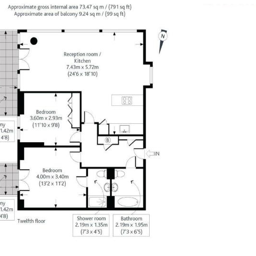 Approximate gross internal area 73.47 sq m / (791 sq ft)
Approximate area of balcony 9.24 sq m / (99 sq ft)
N
Reception room /
Kitchen
7.43m x 5.72m
(24'5 x 18'10)
Bedroom
3.60m x 2.93m
(11'10 x 9'8)
ny
1.42m
4'8)
B
IN
Bedroom
4.00m x 3.40m
(13'2 x 11'2)
ny
1.42m
4'8)
Twelfth floor
Shower room
2.19m x 1.35m
(7'3 x 4'5)
Bathroom
2.19m x 1.95m
(7'3 x 6'5)